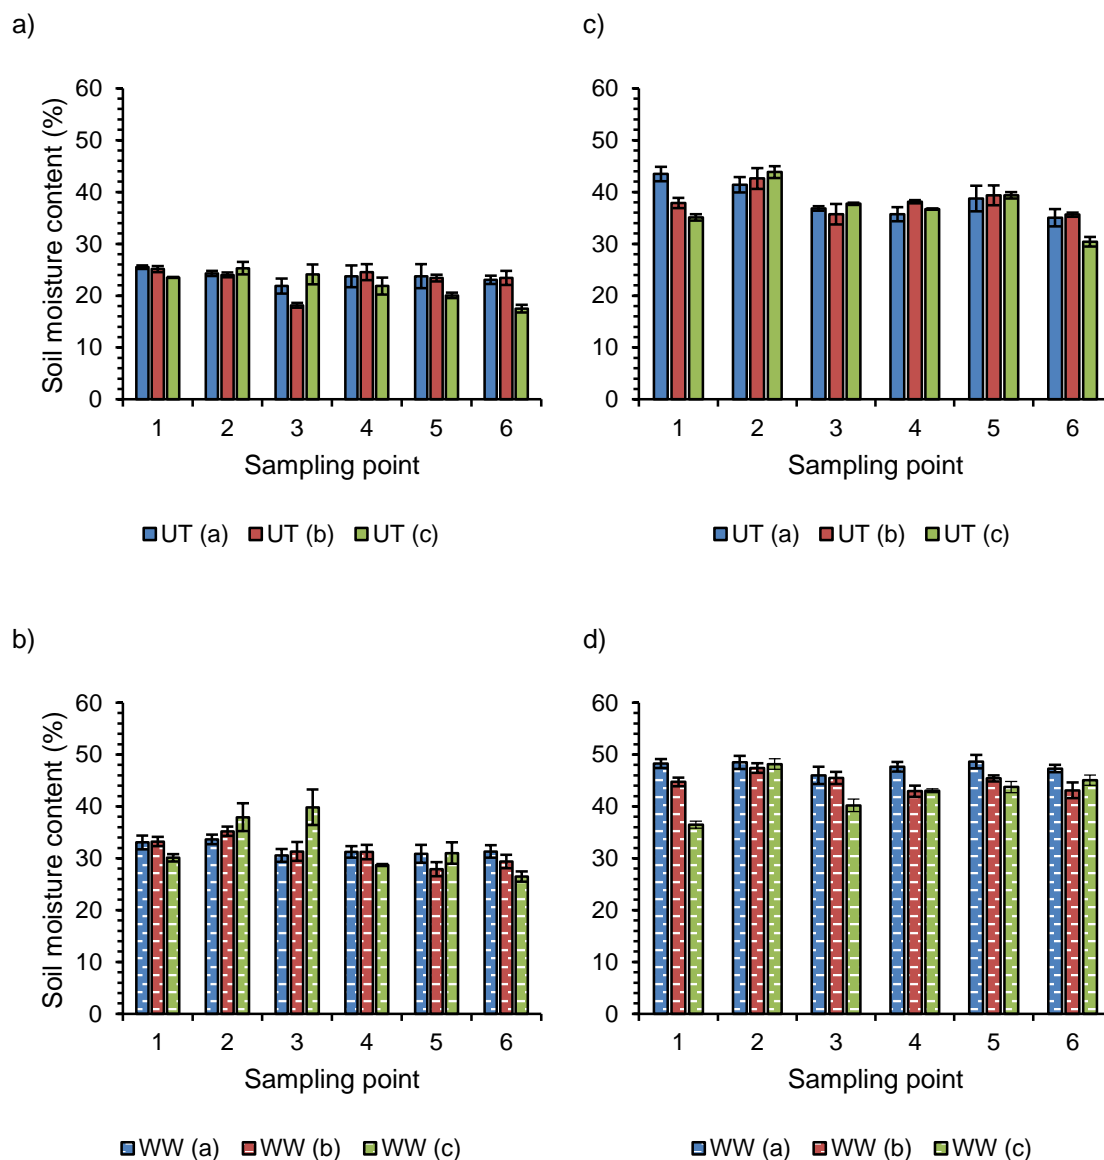 a)
Soil moisture content (%)
60
50
40
30
20
10
0
1 2 3 4 5 6
Sampling point
UT (a) UT (b) UT (c)
c)
60
50
40
30
20
10
0
1 2 3 4 5 6
Sampling point
UT (a) UT (b) UT (c)
b)
Soil moisture content (%)
60
50
40
30
20
10
0
1 2 3 4 5 6
Sampling point
WW (a) WW (b) WW (c)
d)
60
50
40
30
20
10
0
1 2 3 4 5 6
Sampling point
WW (a) WW (b) WW (c)